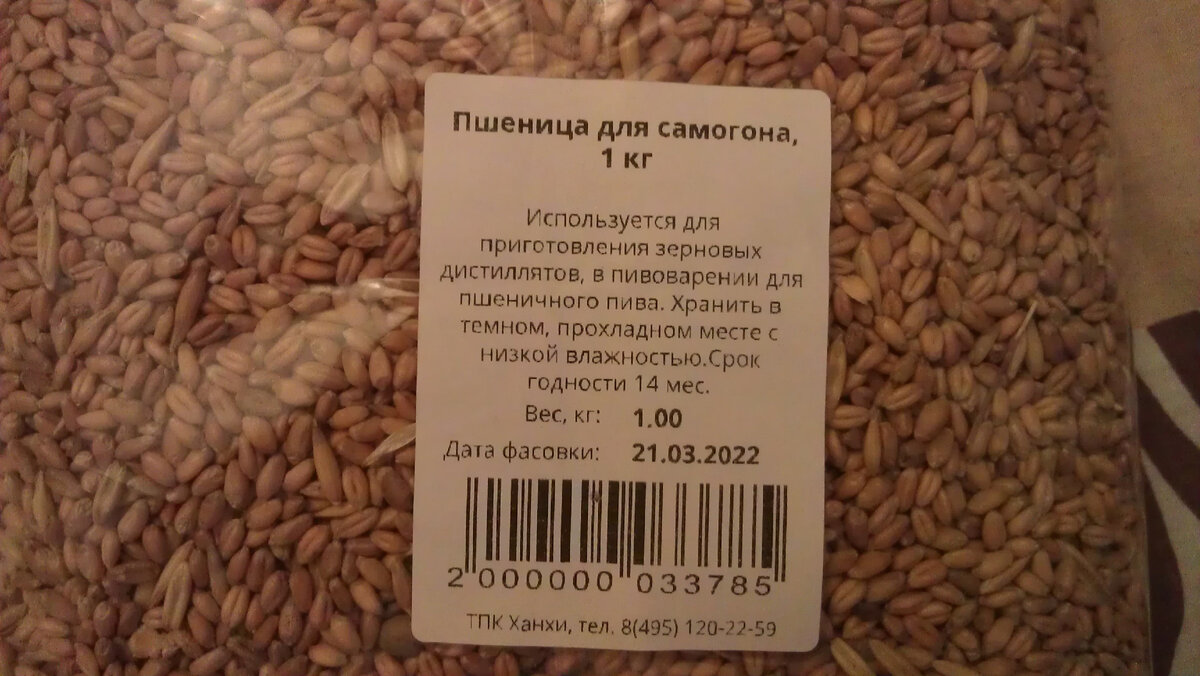 Пшеница для самогона,
1 кг
Используется для
приготовления зерновых
дистиллятов, в пивоварении для
пшеничного пива. Хранить в
темном, прохладном месте с
низкой влажностью.Срок
годности 14 мес.
Вес, кг: 1.00
Дата фасовки: 21.03.2022
2 000000 033785
ТПК Ханхи, тел. 8(495) 120-22-59